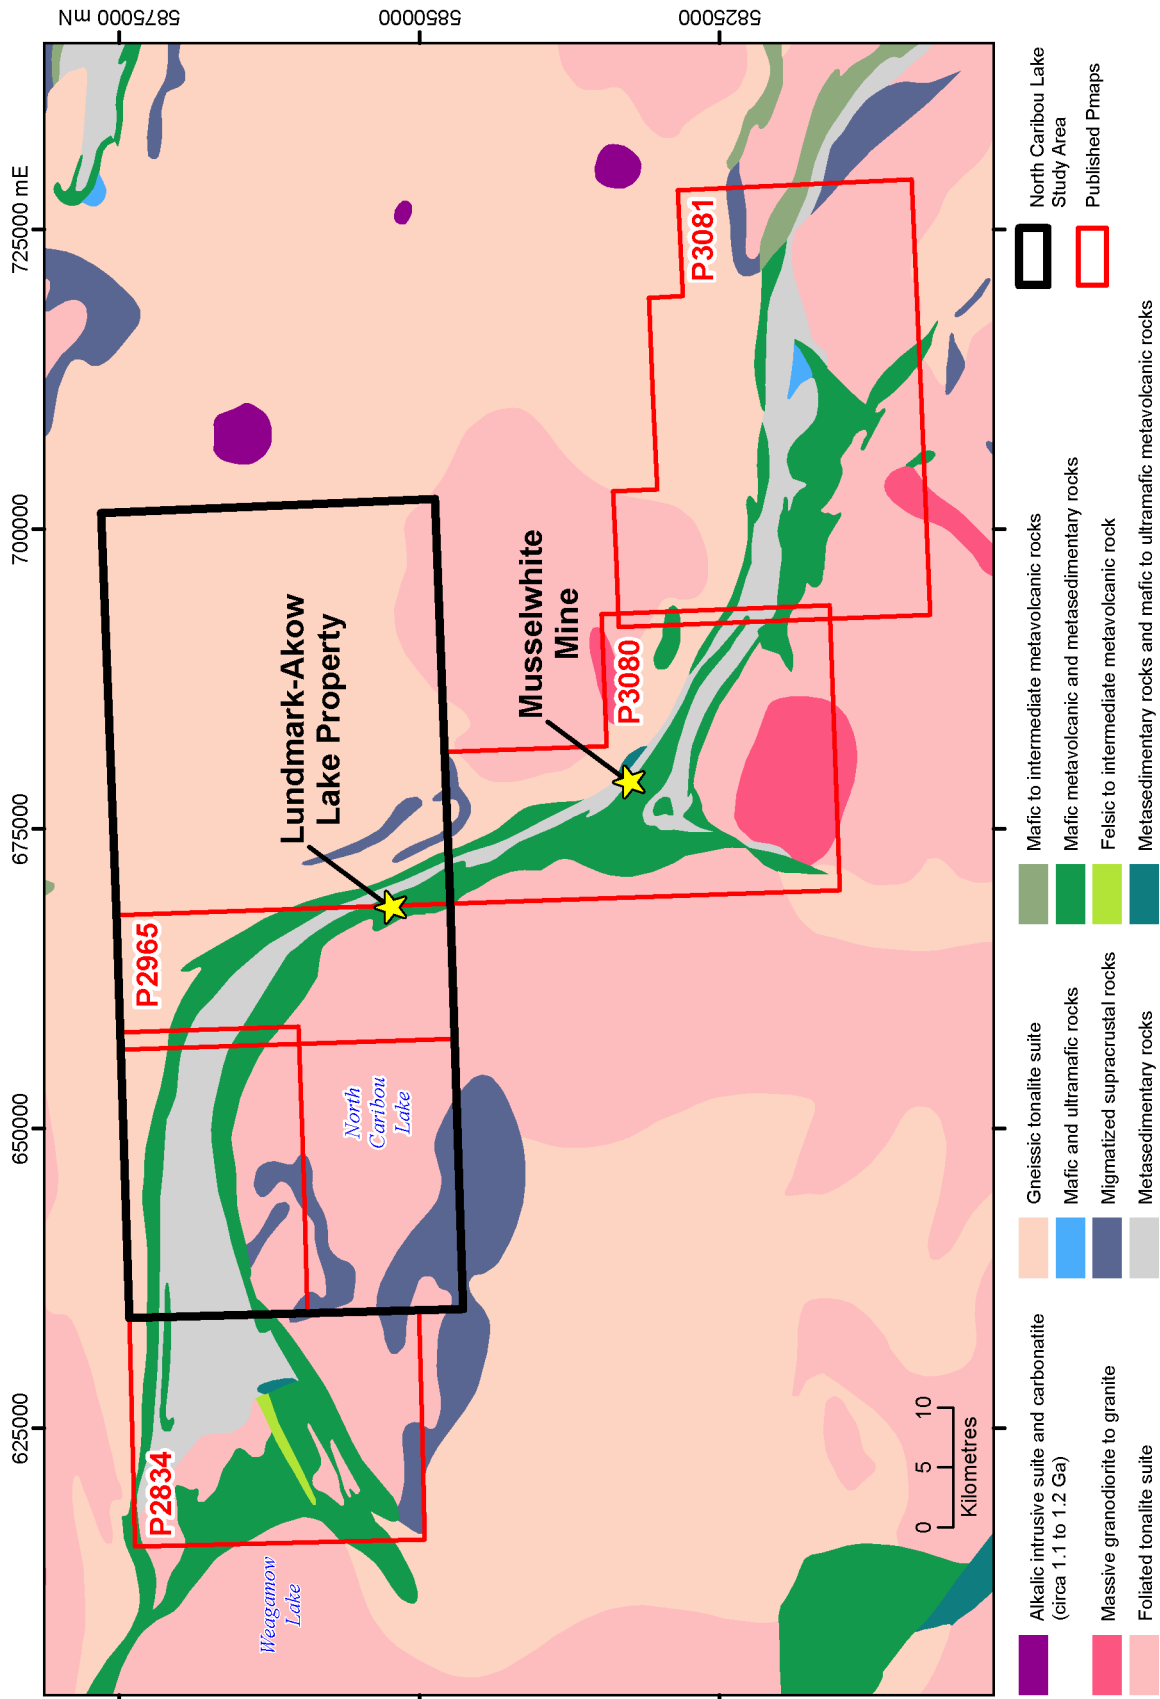 625000
650000
675000
700000
725000 mE
5875000 mN
5850000
5825000
P2834
P2965
P3080
P3081
Lundmark-Akow
Lake Property
Musselwhite
Mine
North
Caribou
Lake
Weagamow
Lake
0 5 10
Kilometres
Alkalic intrusive suite and carbonatite
(circa 1.1 to 1.2 Ga)
Massive granodiorite to granite
Foliated tonalite suite
Gneissic tonalite suite
Mafic and ultramafic rocks
Migmatized supracrustal rocks
Metasedimentary rocks
Mafic to intermediate metavolcanic rocks
Mafic metavolcanic and metasedimentary rocks
Felsic to intermediate metavolcanic rock
Metasedimentary rocks and mafic to ultramafic metavolcanic rocks
North Caribou Lake
Study Area
Published Pmaps